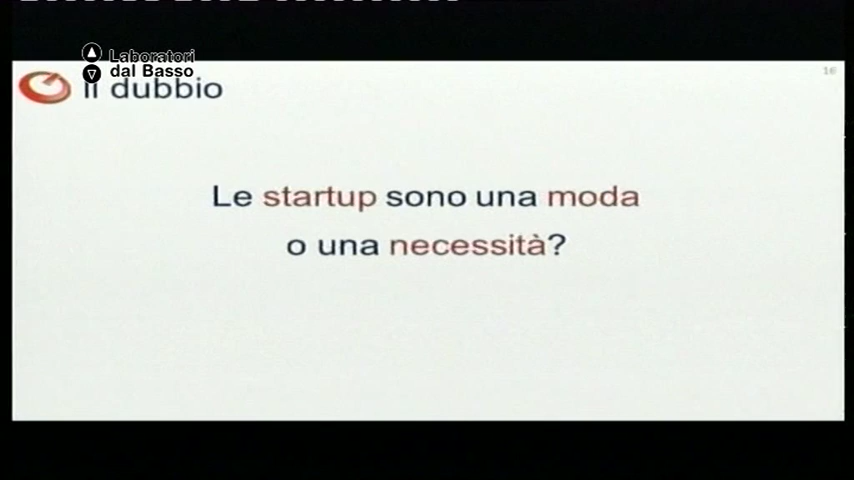 Laboratori
dal Basso
Il dubbio
16
Le startup sono una moda
o una necessità?